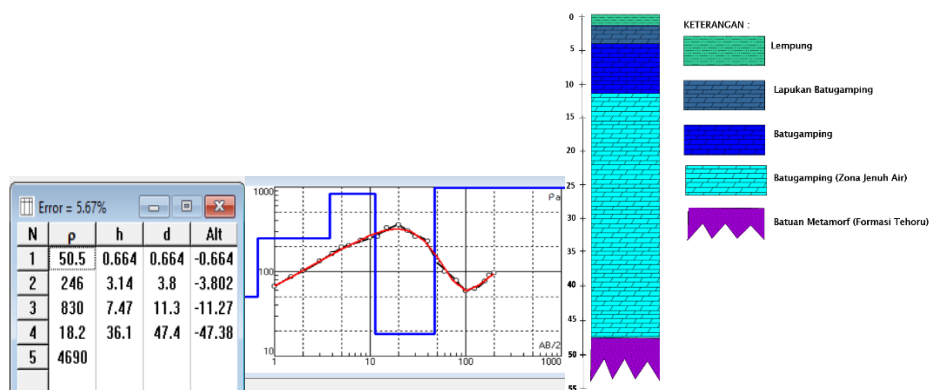 Error = 5.67%
N ρ h d Alt
1 50.5 0.664 0.664 -0.664
2 246 3.14 3.8 -3.802
3 830 7.47 11.3 -11.27
4 18.2 36.1 47.4 -47.38
5 4690
1000
100
10
Pa
AB/2
1 10 100 1000
0
5
10
15
20
25
30
35
40
45
50
55
KETERANGAN :
Lempung
Lapukan Batugamping
Batugamping
Batugamping (Zona Jenuh Air)
Batuan Metamorf (Formasi Tehoru)